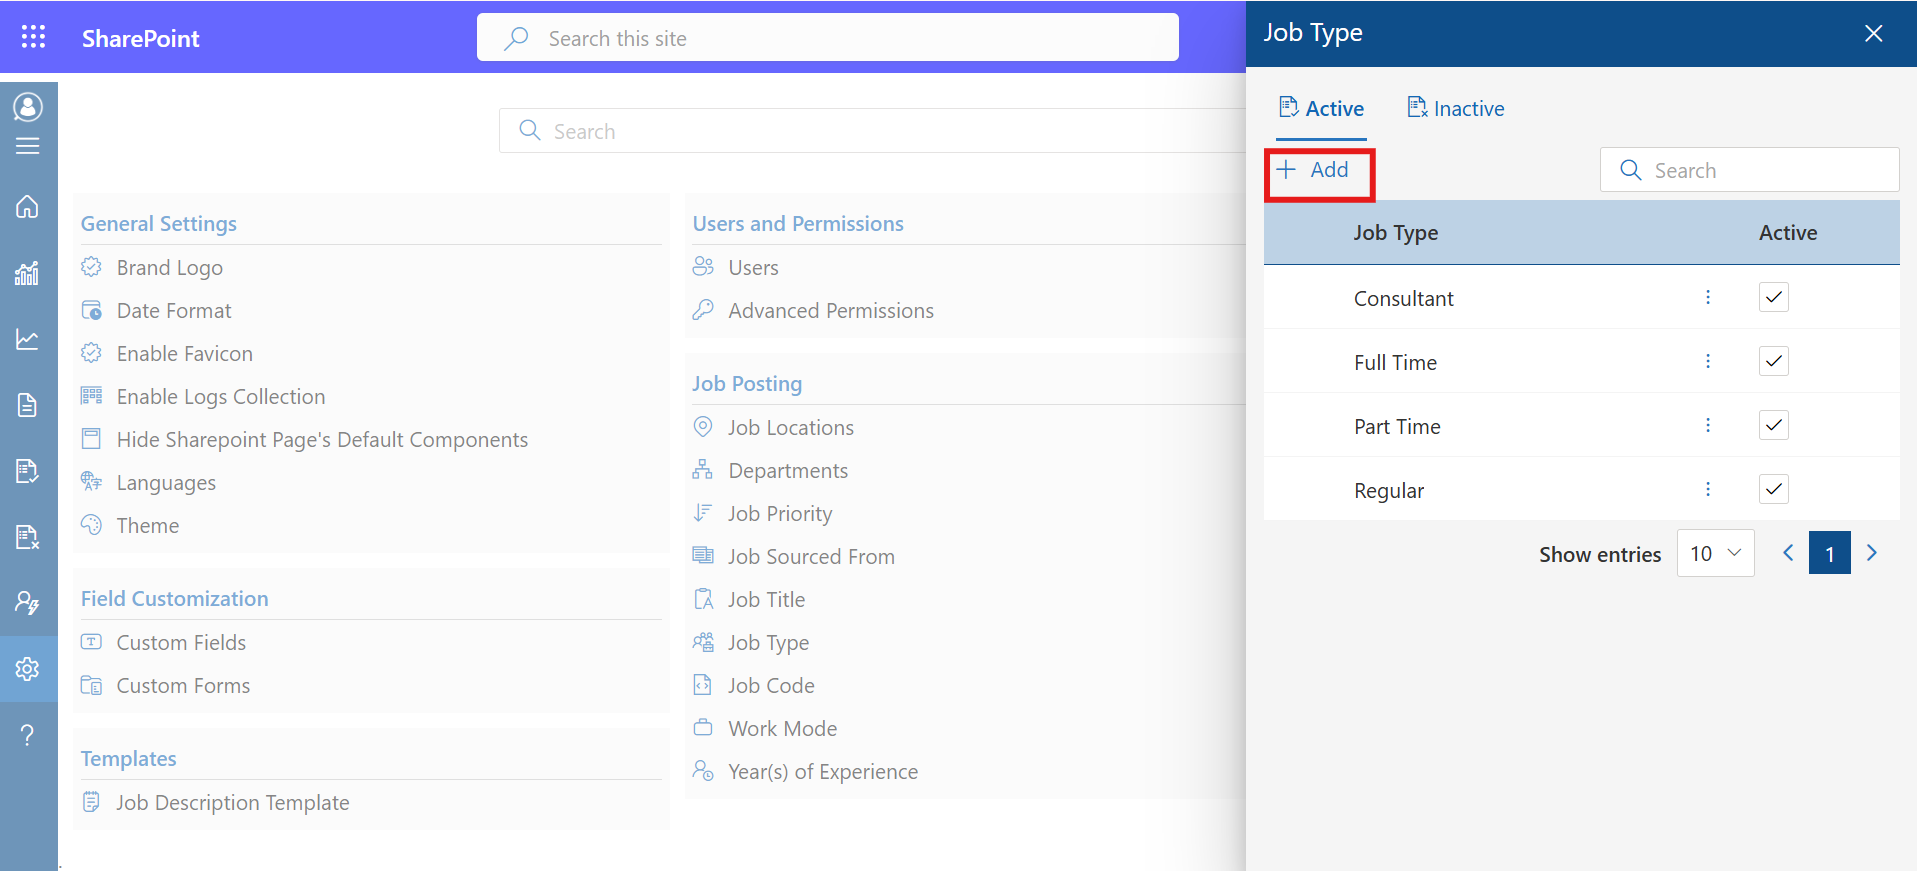 SharePoint
Search this site
Search
General Settings
Brand Logo
Date Format
Enable Favicon
Enable Logs Collection
Hide Sharepoint Page's Default Components
Languages
Theme
Field Customization
Custom Fields
Custom Forms
Templates
Job Description Template
Users and Permissions
Users
Advanced Permissions
Job Posting
Job Locations
Departments
Job Priority
Job Sourced From
Job Title
Job Type
Job Code
Work Mode
Year(s) of Experience
Job Type
Active
Inactive
+ Add
Search
Job Type Active
Consultant
Full Time
Part Time
Regular
Show entries 10 1